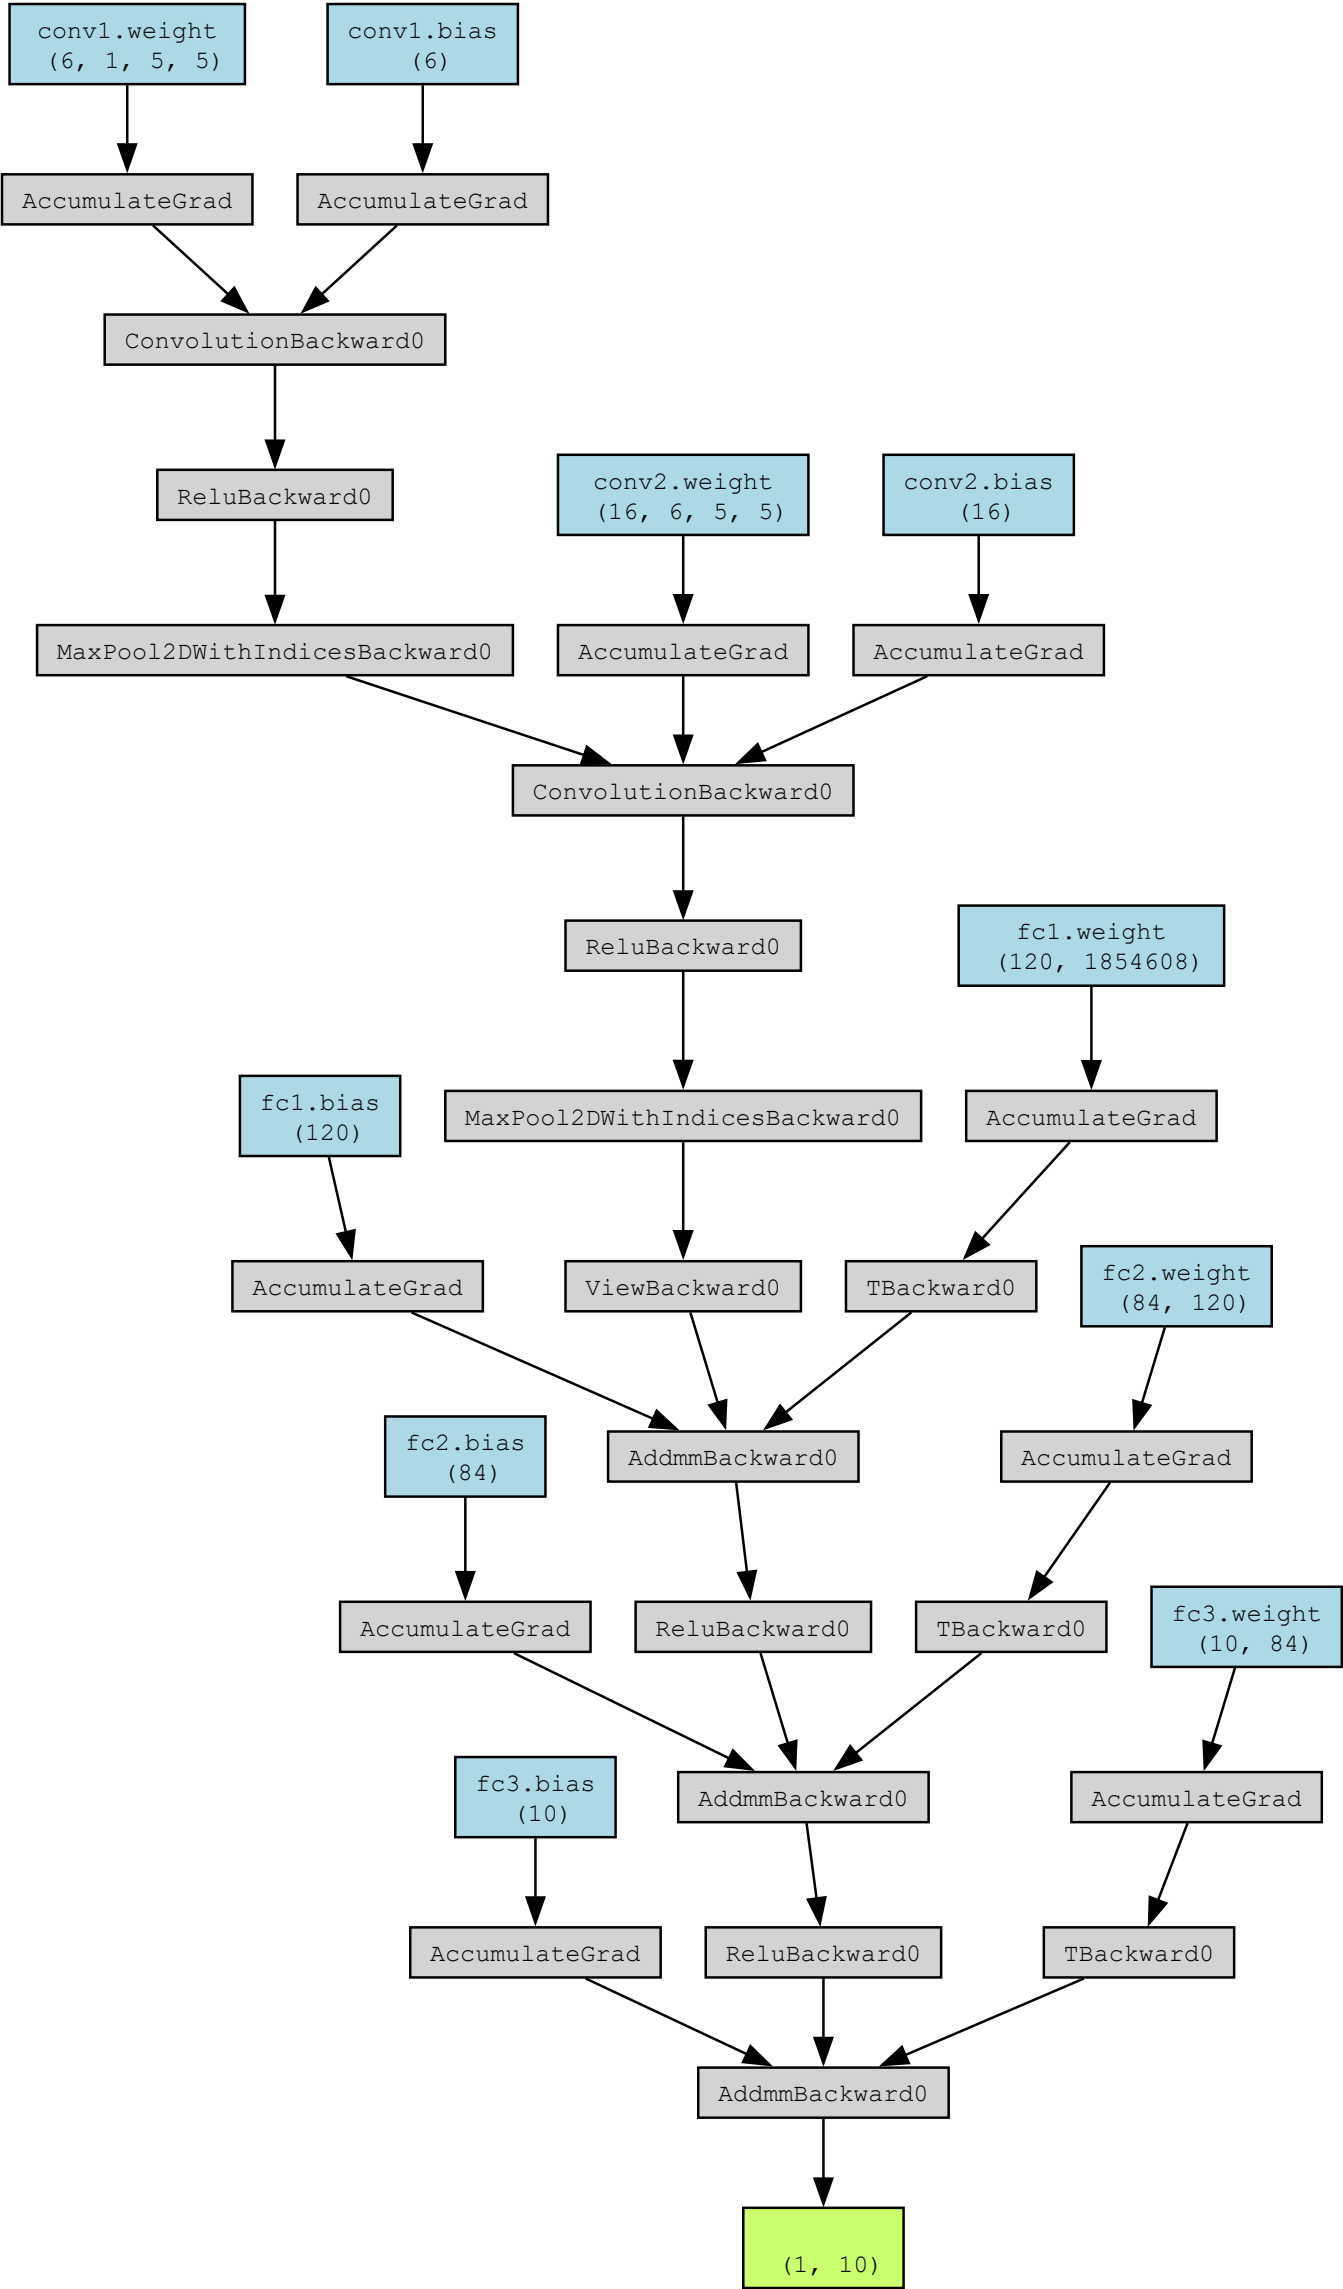 conv1.weight
(6, 1, 5, 5)
conv1.bias
(6)
AccumulateGrad
AccumulateGrad
ConvolutionBackward0
ReluBackward0
conv2.weight
(16, 6, 5, 5)
conv2.bias
(16)
MaxPool2DWithIndicesBackward0
AccumulateGrad
AccumulateGrad
ConvolutionBackward0
ReluBackward0
fc1.weight
(120, 1854608)
fc1.bias
(120)
MaxPool2DWithIndicesBackward0
AccumulateGrad
AccumulateGrad
ViewBackward0
TBackward0
fc2.weight
(84, 120)
fc2.bias
(84)
AddmmBackward0
AccumulateGrad
AccumulateGrad
ReluBackward0
TBackward0
fc3.weight
(10, 84)
fc3.bias
(10)
AddmmBackward0
AccumulateGrad
AccumulateGrad
ReluBackward0
TBackward0
AddmmBackward0
(1, 10)